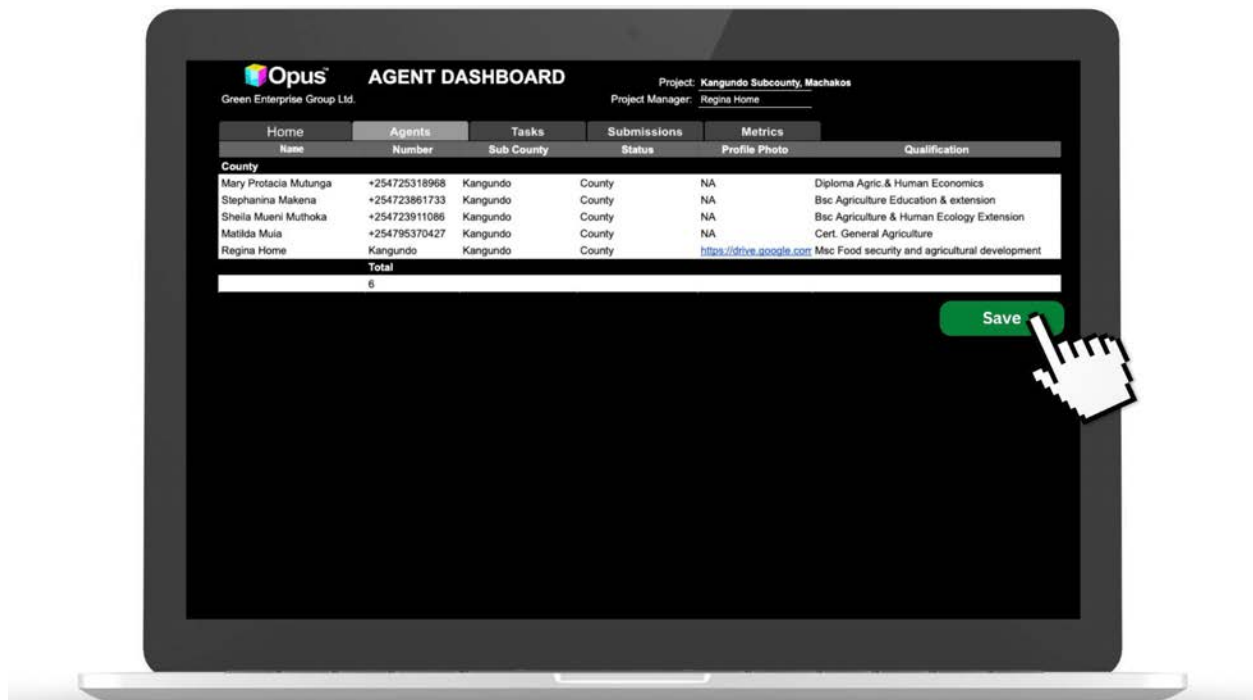 Opus™ AGENT DASHBOARD Project: Kangundo Subcounty, Machakos
Green Enterprise Group Ltd. Project Manager: Regina Home
Home Agents Tasks Submissions Metrics
Name Number Sub County Status Profile Photo Qualification
County
Mary Protacia Mutunga +254725318968 Kangundo County NA Diploma Agric.& Human Economics
Stephanina Makena +254723861733 Kangundo County NA Bsc Agriculture Education & extension
Sheila Mueni Muthoka +254723911086 Kangundo County NA Bsc Agriculture & Human Ecology Extension
Matilda Muia +254795370427 Kangundo County NA Cert. General Agriculture
Regina Home Kangundo Kangundo County https://drive.google.com Msc Food security and agricultural development
Total
6
Save